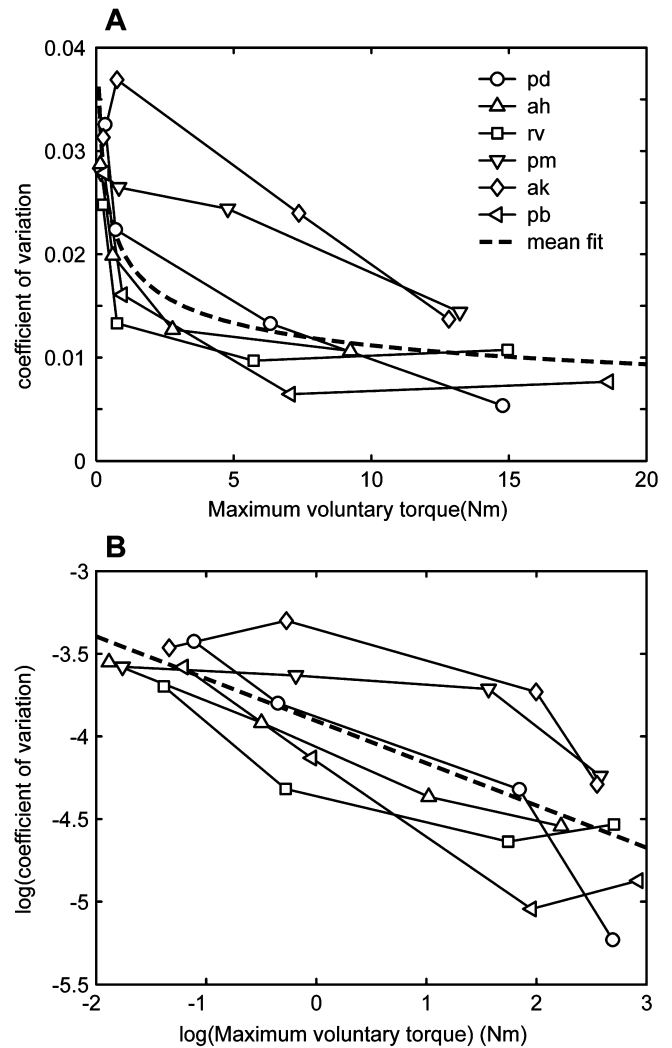 A
0.04
0.03
0.02
0.01
0
coefficient of variation
pd
ah
rv
pm
ak
pb
mean fit
0 5 10 15 20
Maximum voluntary torque(Nm)
B
-3
-3.5
-4
-4.5
-5
-5.5
log(coefficient of variation)
-2 -1 0 1 2 3
log(Maximum voluntary torque) (Nm)